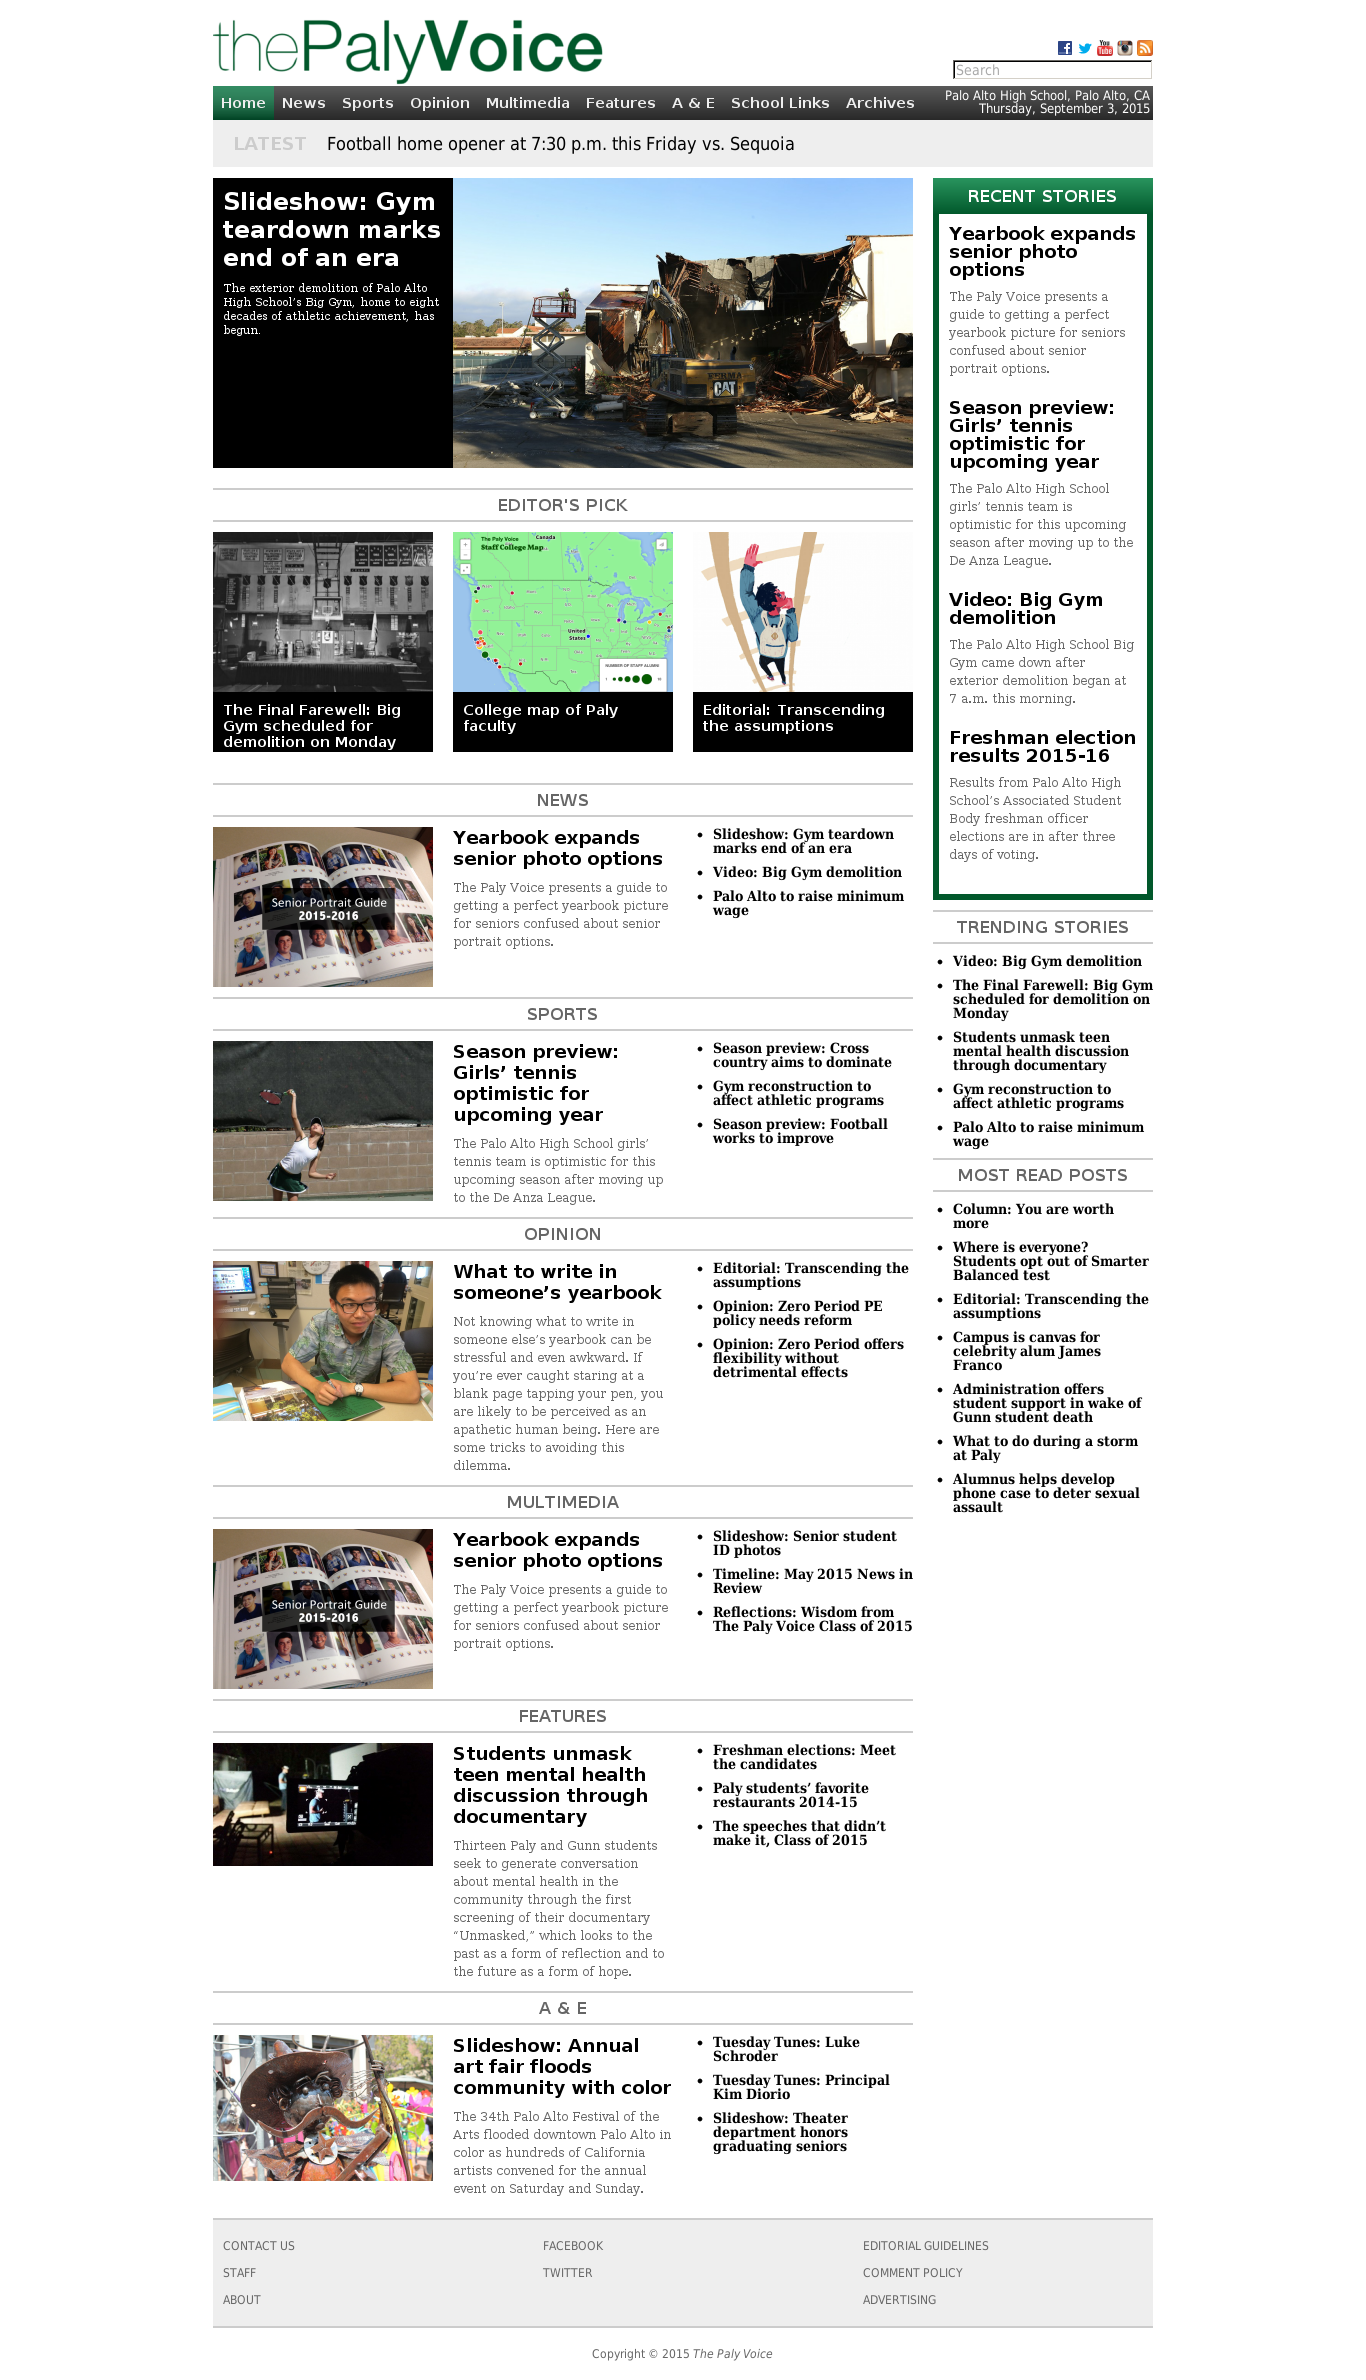 thePalyVoice
Search
Home News Sports Opinion Multimedia Features A & E School Links Archives
Palo Alto High School, Palo Alto, CA
Thursday, September 3, 2015
LATEST Football home opener at 7:30 p.m. this Friday vs. Sequoia
Slideshow: Gym
teardown marks
end of an era
The exterior demolition of Palo Alto
High School’s Big Gym, home to eight
decades of athletic achievement, has
begun.
CAT
EDITOR'S PICK
The Final Farewell: Big
Gym scheduled for
demolition on Monday
The Paly Voice
Staff College Map
Canada
United
States
NUMBER OF STAFF ALUMNI
College map of Paly
faculty
Editorial: Transcending
the assumptions
NEWS
Senior Portrait Guide
2015-2016
Yearbook expands
senior photo options
The Paly Voice presents a guide to
getting a perfect yearbook picture
for seniors confused about senior
portrait options.
Slideshow: Gym teardown
marks end of an era
Video: Big Gym demolition
Palo Alto to raise minimum
wage
SPORTS
Season preview:
Girls’ tennis
optimistic for
upcoming year
The Palo Alto High School girls’
tennis team is optimistic for this
upcoming season after moving up
to the De Anza League.
Season preview: Cross
country aims to dominate
Gym reconstruction to
affect athletic programs
Season preview: Football
works to improve
OPINION
What to write in
someone’s yearbook
Not knowing what to write in
someone else’s yearbook can be
stressful and even awkward. If
you’re ever caught staring at a
blank page tapping your pen, you
are likely to be perceived as an
apathetic human being. Here are
some tricks to avoiding this
dilemma.
Editorial: Transcending the
assumptions
Opinion: Zero Period PE
policy needs reform
Opinion: Zero Period offers
flexibility without
detrimental effects
MULTIMEDIA
Senior Portrait Guide
2015-2016
Yearbook expands
senior photo options
The Paly Voice presents a guide to
getting a perfect yearbook picture
for seniors confused about senior
portrait options.
Slideshow: Senior student
ID photos
Timeline: May 2015 News in
Review
Reflections: Wisdom from
The Paly Voice Class of 2015
FEATURES
Students unmask
teen mental health
discussion through
documentary
Thirteen Paly and Gunn students
seek to generate conversation
about mental health in the
community through the first
screening of their documentary
“Unmasked,” which looks to the
past as a form of reflection and to
the future as a form of hope.
Freshman elections: Meet
the candidates
Paly students’ favorite
restaurants 2014-15
The speeches that didn’t
make it, Class of 2015
A & E
Slideshow: Annual
art fair floods
community with color
The 34th Palo Alto Festival of the
Arts flooded downtown Palo Alto in
color as hundreds of California
artists convened for the annual
event on Saturday and Sunday.
Tuesday Tunes: Luke
Schroder
Tuesday Tunes: Principal
Kim Diorio
Slideshow: Theater
department honors
graduating seniors
RECENT STORIES
Yearbook expands
senior photo
options
The Paly Voice presents a
guide to getting a perfect
yearbook picture for seniors
confused about senior
portrait options.
Season preview:
Girls’ tennis
optimistic for
upcoming year
The Palo Alto High School
girls’ tennis team is
optimistic for this upcoming
season after moving up to the
De Anza League.
Video: Big Gym
demolition
The Palo Alto High School Big
Gym came down after
exterior demolition began at
7 a.m. this morning.
Freshman election
results 2015-16
Results from Palo Alto High
School’s Associated Student
Body freshman officer
elections are in after three
days of voting.
TRENDING STORIES
Video: Big Gym demolition
The Final Farewell: Big Gym
scheduled for demolition on
Monday
Students unmask teen
mental health discussion
through documentary
Gym reconstruction to
affect athletic programs
Palo Alto to raise minimum
wage
MOST READ POSTS
Column: You are worth
more
Where is everyone?
Students opt out of Smarter
Balanced test
Editorial: Transcending the
assumptions
Campus is canvas for
celebrity alum James
Franco
Administration offers
student support in wake of
Gunn student death
What to do during a storm
at Paly
Alumnus helps develop
phone case to deter sexual
assault
CONTACT US
STAFF
ABOUT
FACEBOOK
TWITTER
EDITORIAL GUIDELINES
COMMENT POLICY
ADVERTISING
Copyright © 2015 The Paly Voice